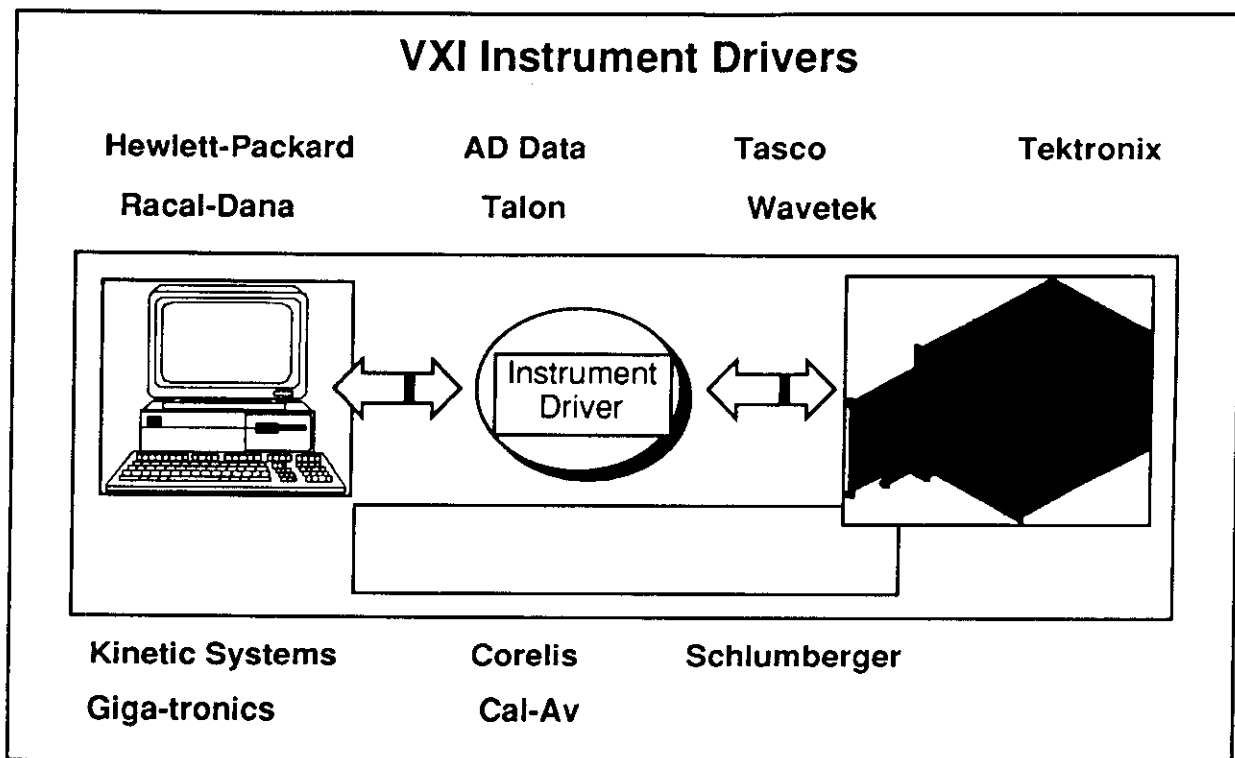 VXI Instrument Drivers
Hewlett-Packard AD Data Tasco Tektronix
Racal-Dana Talon Wavetek
Instrument
Driver
Kinetic Systems Corelis Schlumberger
Giga-tronics Cal-Av